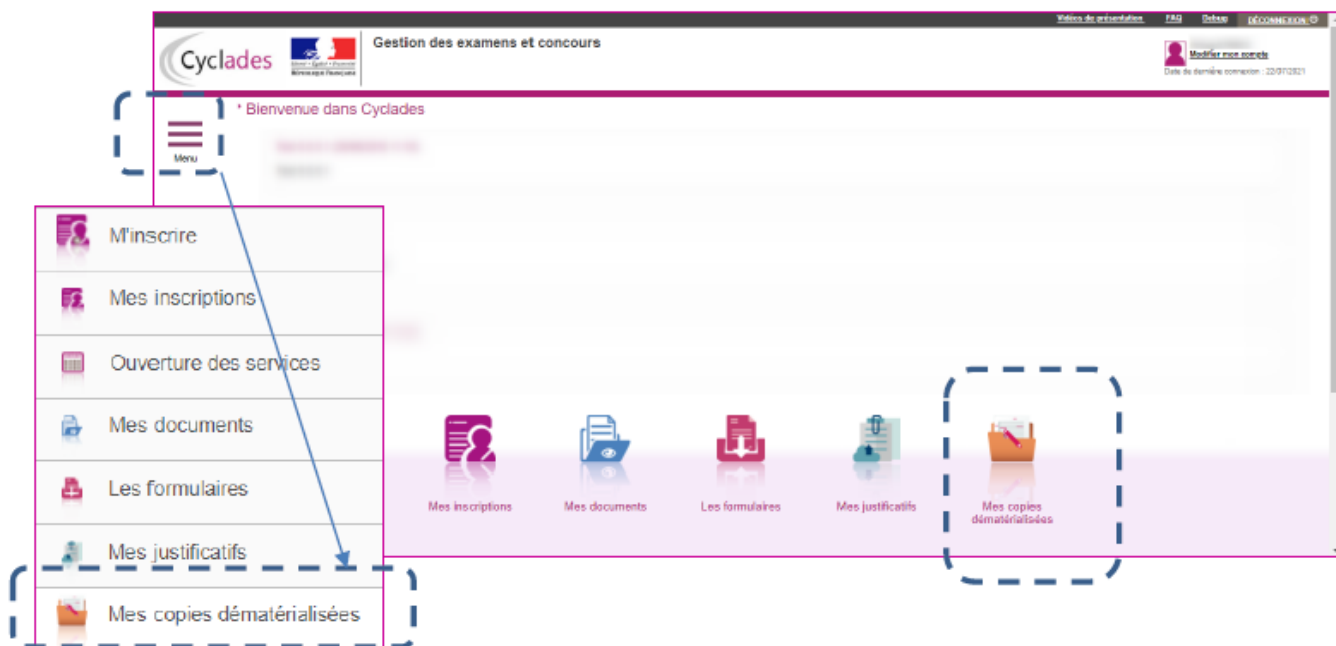 Vidéos de présentation FAQ Debug DÉCONNEXION
Cyclades
Gestion des examens et concours
Modifier mon compte
Date de dernière connexion : 22/07/2021
Bienvenue dans Cyclades
Menu
M'inscrire
Mes inscriptions
Ouverture des services
Mes documents
Les formulaires
Mes justificatifs
Mes copies dématérialisées
Mes inscriptions
Mes documents
Les formulaires
Mes justificatifs
Mes copies
dématérialisées